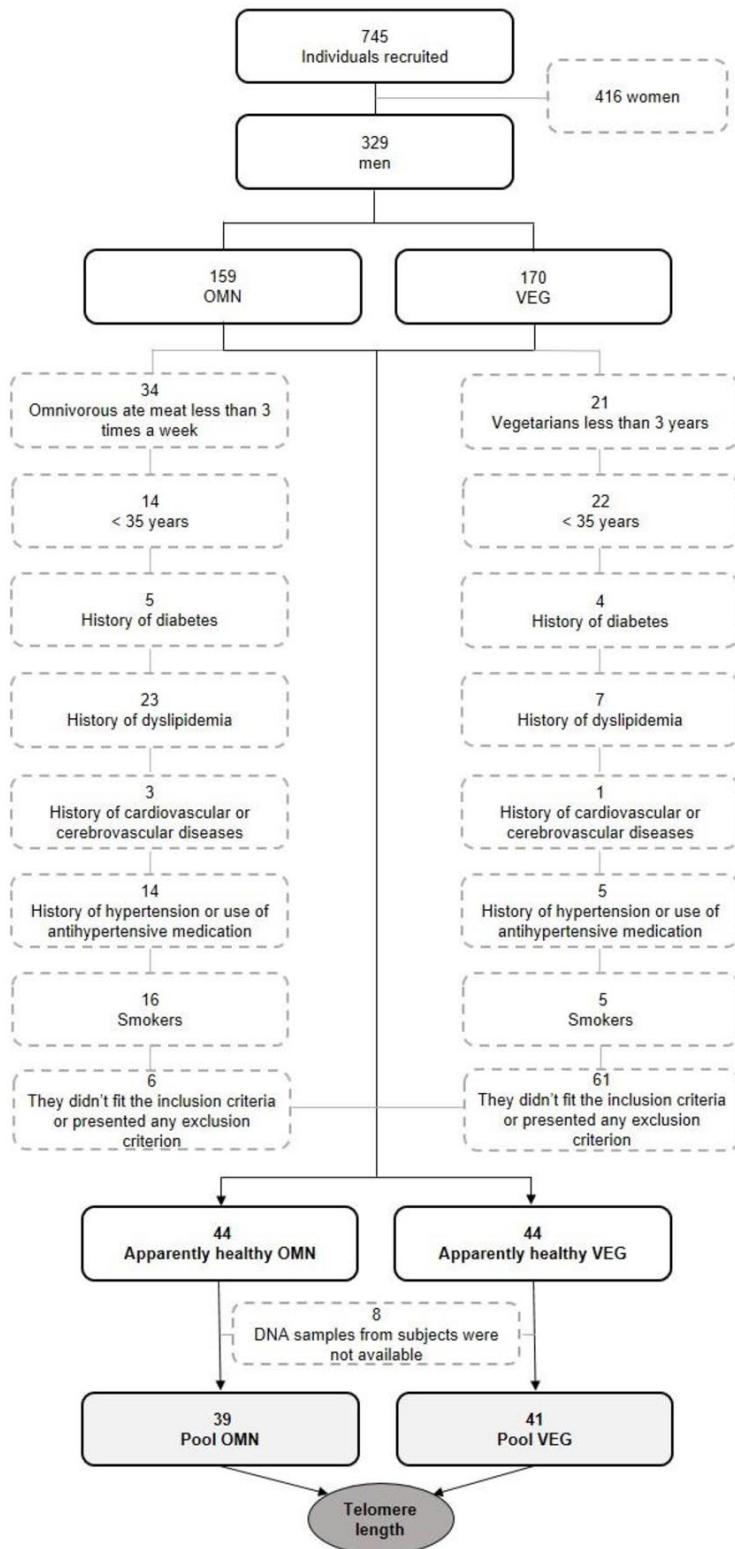 745
Individuals recruited
416 women
329
men
159
OMN
170
VEG
34
Omnivorous ate meat less than 3
times a week
21
Vegetarians less than 3 years
14
< 35 years
22
< 35 years
5
History of diabetes
4
History of diabetes
23
History of dyslipidemia
7
History of dyslipidemia
3
History of cardiovascular or
cerebrovascular diseases
1
History of cardiovascular or
cerebrovascular diseases
14
History of hypertension or use of
antihypertensive medication
5
History of hypertension or use of
antihypertensive medication
16
Smokers
5
Smokers
6
They didn't fit the inclusion criteria
or presented any exclusion
criterion
61
They didn't fit the inclusion criteria
or presented any exclusion
criterion
44
Apparently healthy OMN
44
Apparently healthy VEG
8
DNA samples from subjects were
not available
39
Pool OMN
41
Pool VEG
Telomere
length